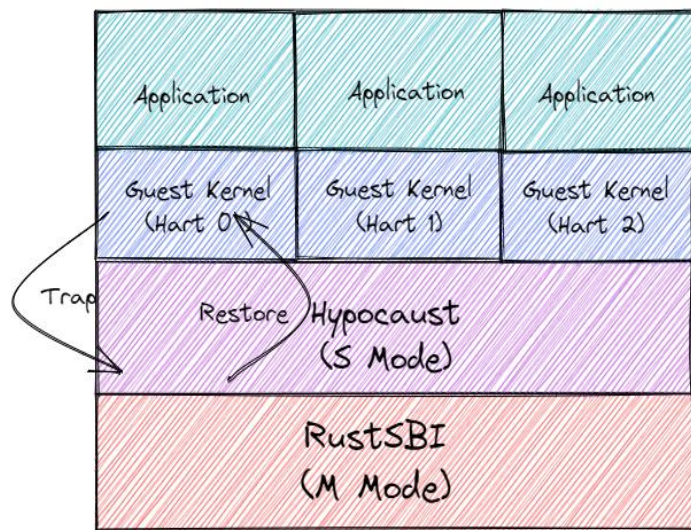 Application
Application
Application
Guest Kernel
(Hart 0)
Guest Kernel
(Hart 1)
Guest Kernel
(Hart 2)
Trap
Restore
Hypocaust
(S Mode)
RustSBI
(M Mode)